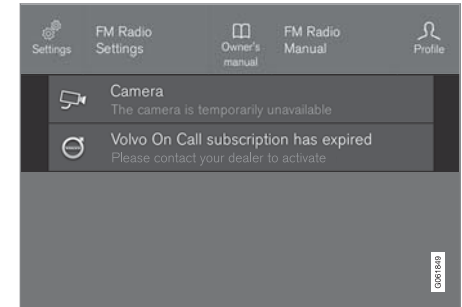 FM Radio
Settings
Settings
Owner's
manual
FM Radio
Manual
Profile
Camera
The camera is temporarily unavailable
Volvo On Call subscription has expired
Please contact your dealer to activate
G061849